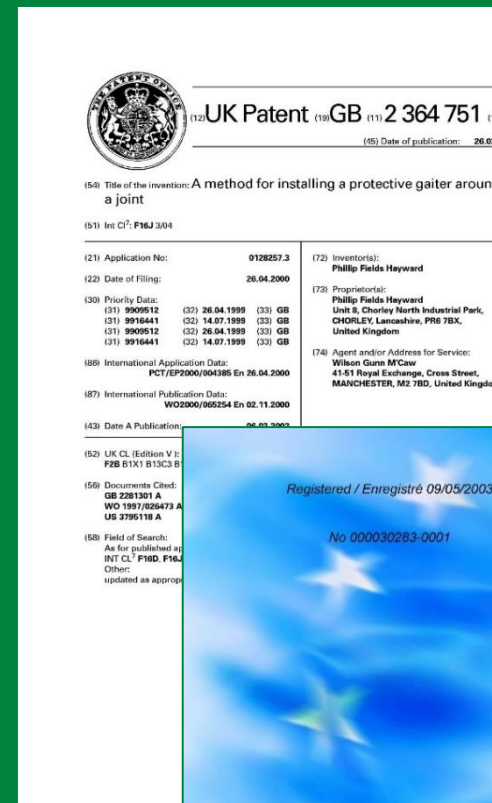 THE PATENT OFFICE
(12) UK Patent (19) GB (11) 2 364 751
(45) Date of publication:
(54) Title of the invention: A method for installing a protective gaiter
a joint
(51) Int Cl7: F16J 3/04
(21) Application No: 0128257.3
(22) Date of Filing: 26.04.2000
(30) Priority Data:
(31) 9909512 (32) 26.04.1999 (33) GB
(31) 9916441 (32) 14.07.1999 (33) GB
(31) 9909512 (32) 26.04.1999 (33) GB
(31) 9916441 (32) 14.07.1999 (33) GB
(86) International Application Data:
PCT/EP2000/004385 En 26.04.2000
(87) International Publication Data:
WO2000/065254 En 02.11.2000
(43) Date A Publication:
(52) UK CL (Edition V):
F2B B1X1 B13C3
(56) Documents Cited:
GB 2281301 A
WO 1997/026473 A
US 3795118 A
(58) Field of Search:
As for published
INT CL7 F16D,
Other:
updated as
(72) Inventor(s):
Phillip Fields Hayward
(73) Proprietor(s):
Phillip Fields Hayward
Unit 8, Chorley North Industrial Park,
CHORLEY, Lancashire, PR6 7BX,
United Kingdom
(74) Agent and/or Address for Service:
Wilson Gunn M'Caw
41-51 Royal Exchange, Cross Street,
MANCHESTER, M2 7BD, United
Registered / Enregistré 09/05/2003
No 000030283-0001